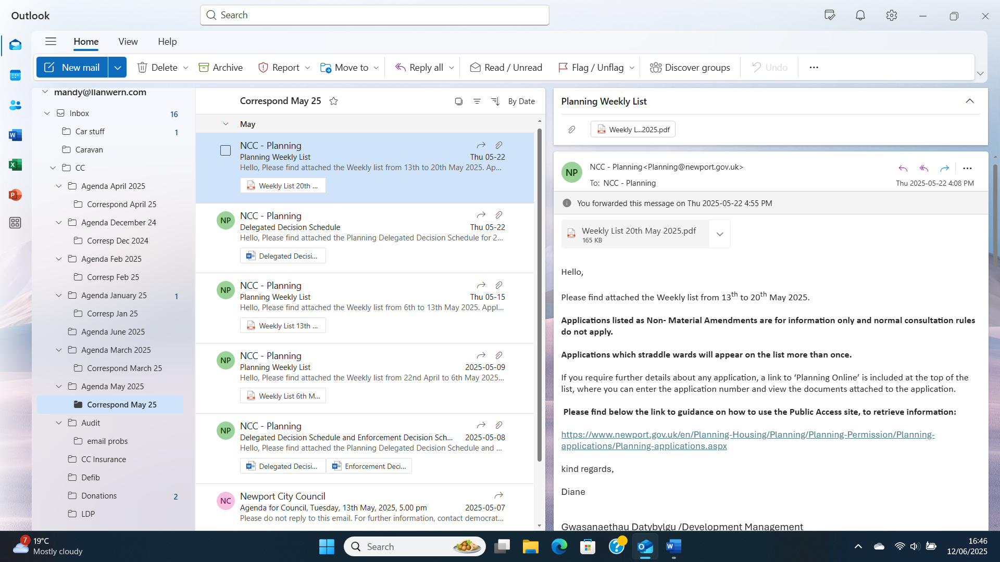 Outlook
Search
Home View Help
New mail Delete Archive Report Move to Reply all Read / Unread Flag / Unflag Discover groups Undo
mandy@llanwern.com
Inbox 16
Car stuff 1
Caravan
CC
Agenda April 2025
Correspond April 25
Agenda December 24
Corresp Dec 2024
Agenda Feb 2025
Corresp Feb 25
Agenda January 25 1
Corresp Jan 25
Agenda June 2025
Agenda March 2025
Correspond March 25
Agenda May 2025
Correspond May 25
Audit
email probs
CC Insurance
Defib
Donations 2
LDP
Correspond May 25 By Date
May
NCC - Planning
Planning Weekly List Thu 05-22
Hello, Please find attached the Weekly list from 13th to 20th May 2025. Ap...
Weekly List 20th ...
NP
NCC - Planning
Delegated Decision Schedule Thu 05-22
Hello, Please find attached the Planning Delegated Decision Schedule for 2...
Delegated Decisi...
NP
NCC - Planning
Planning Weekly List Thu 05-15
Hello, Please find attached the Weekly list from 6th to 13th May 2025. Appl...
Weekly List 13th ...
NP
NCC - Planning
Planning Weekly List 2025-05-09
Hello, Please find attached the Weekly list from 22nd April to 6th May 2025...
Weekly List 6th M...
NP
NCC - Planning
Delegated Decision Schedule and Enforcement Decision Sch... 2025-05-08
Hello, Please find attached the Planning Delegated Decision Schedule and ...
Delegated Decisi... Enforcement Deci...
NC
Newport City Council
Agenda for Council, Tuesday, 13th May, 2025, 5.00 pm 2025-05-07
Please do not reply to this email. For further information, contact democrat...
Planning Weekly List
Weekly L...2025.pdf
NP
NCC - Planning<Planning@newport.gov.uk>
To: NCC - Planning Thu 2025-05-22 4:08 PM
You forwarded this message on Thu 2025-05-22 4:55 PM
Weekly List 20th May 2025.pdf
165 KB
Hello,
Please find attached the Weekly list from 13th to 20th May 2025.
Applications listed as Non- Material Amendments are for information only and normal consultation rules
do not apply.
Applications which straddle wards will appear on the list more than once.
If you require further details about any application, a link to ‘Planning Online’ is included at the top of the
list, where you can enter the application number and view the documents attached to the application.
Please find below the link to guidance on how to use the Public Access site, to retrieve information:
https://www.newport.gov.uk/en/Planning-Housing/Planning/Planning-Permission/Planning-
applications/Planning-applications.aspx
kind regards,
Diane
Gwasanaethau Datybylgu /Development Management
7
19°C
Mostly cloudy
Search
16:46
12/06/2025